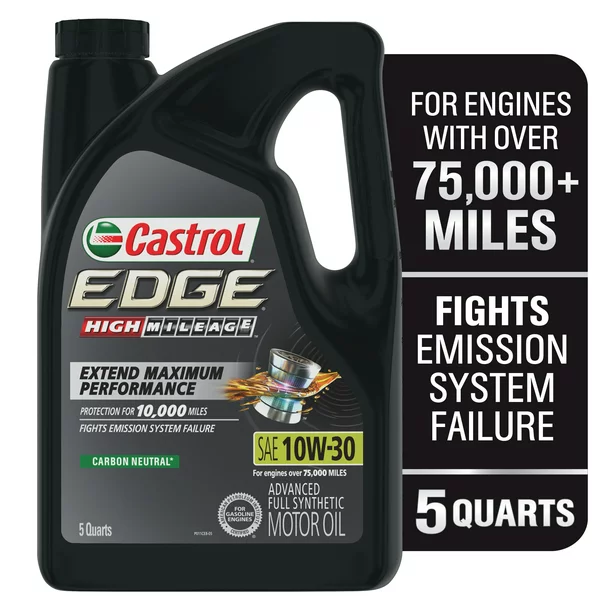 Castrol
EDGE
HIGH MILEAGE
EXTEND MAXIMUM
PERFORMANCE
PROTECTION FOR 10,000 MILES
FIGHTS EMISSION SYSTEM FAILURE
CARBON NEUTRAL*
SAE 10W-30
For engines over 75,000 MILES
ADVANCED
FULL SYNTHETIC
MOTOR OIL
FOR
GASOLINE
ENGINES
5 Quarts
FOR ENGINES
WITH OVER
75,000+
MILES
FIGHTS
EMISSION
SYSTEM
FAILURE
5 QUARTS